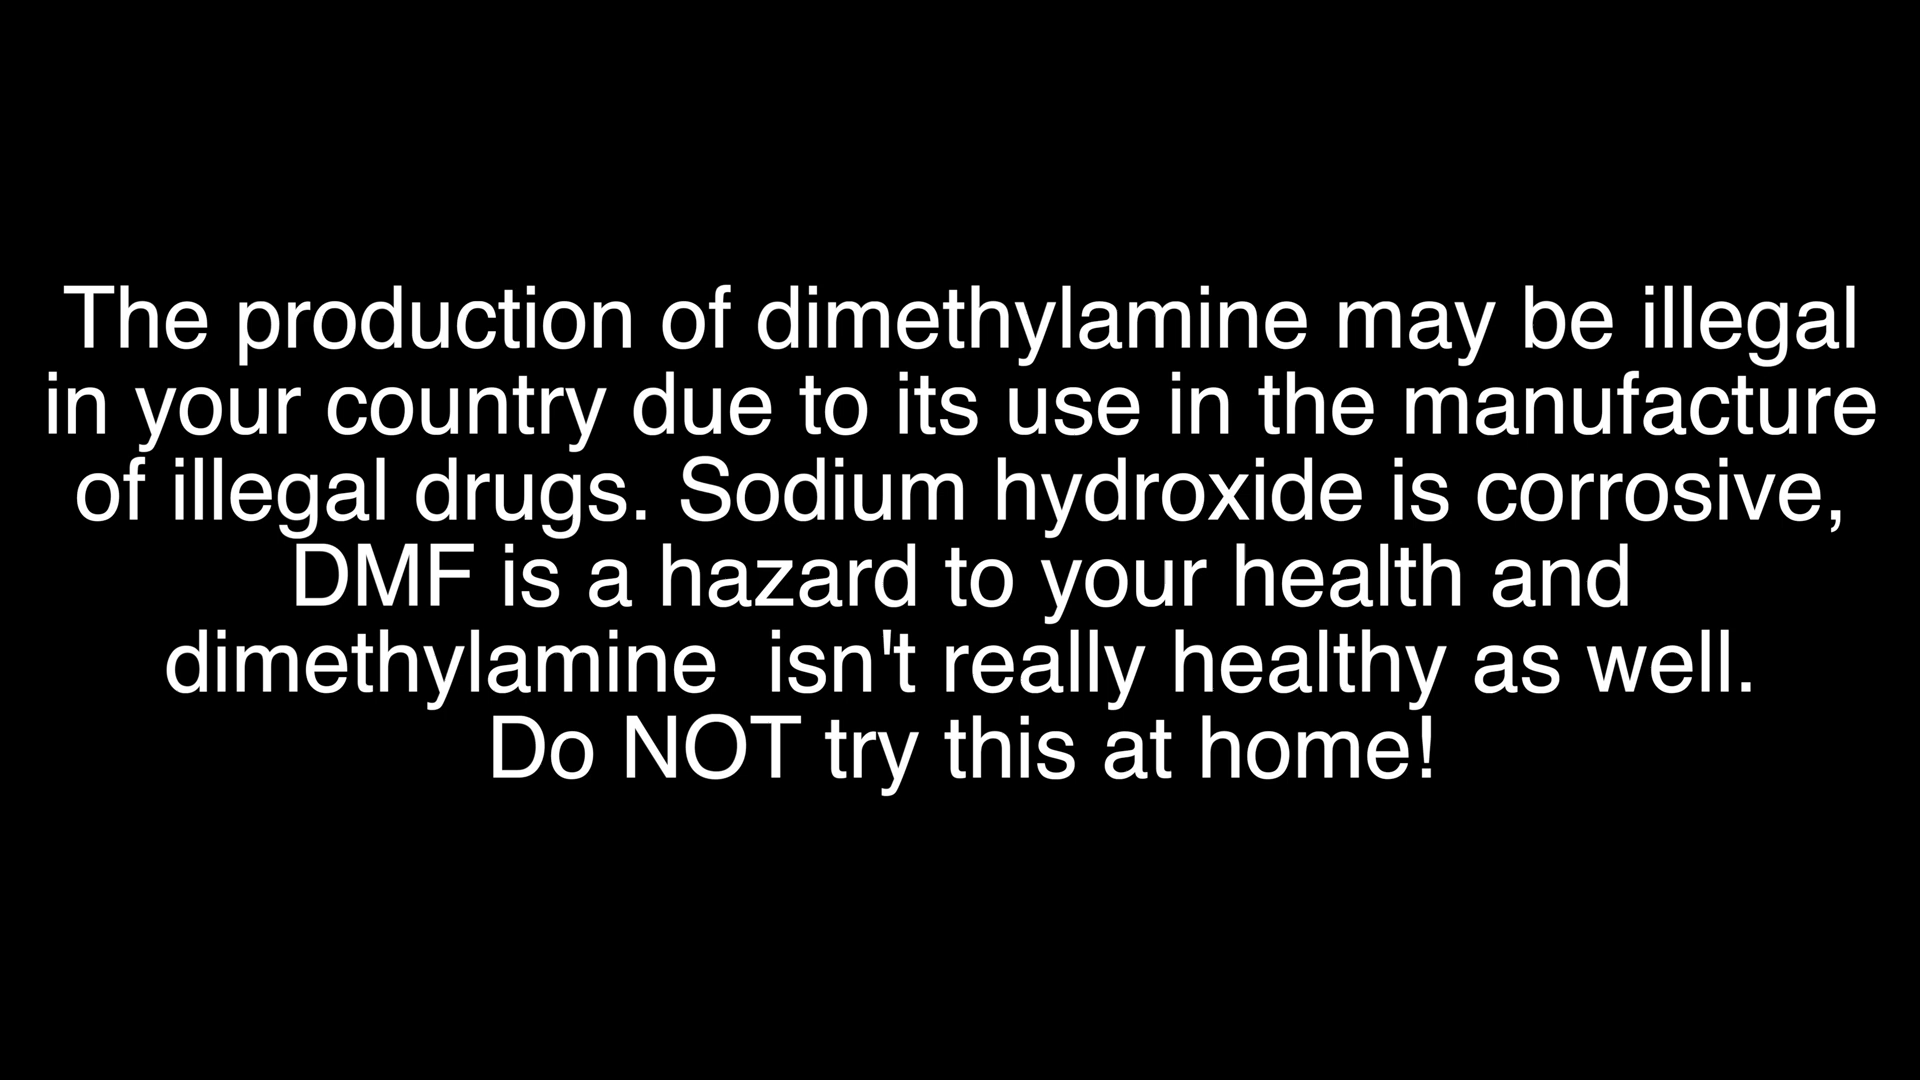 The production of dimethylamine may be illegal
in your country due to its use in the manufacture
of illegal drugs. Sodium hydroxide is corrosive,
DMF is a hazard to your health and
dimethylamine  isn't really healthy as well.
Do NOT try this at home!